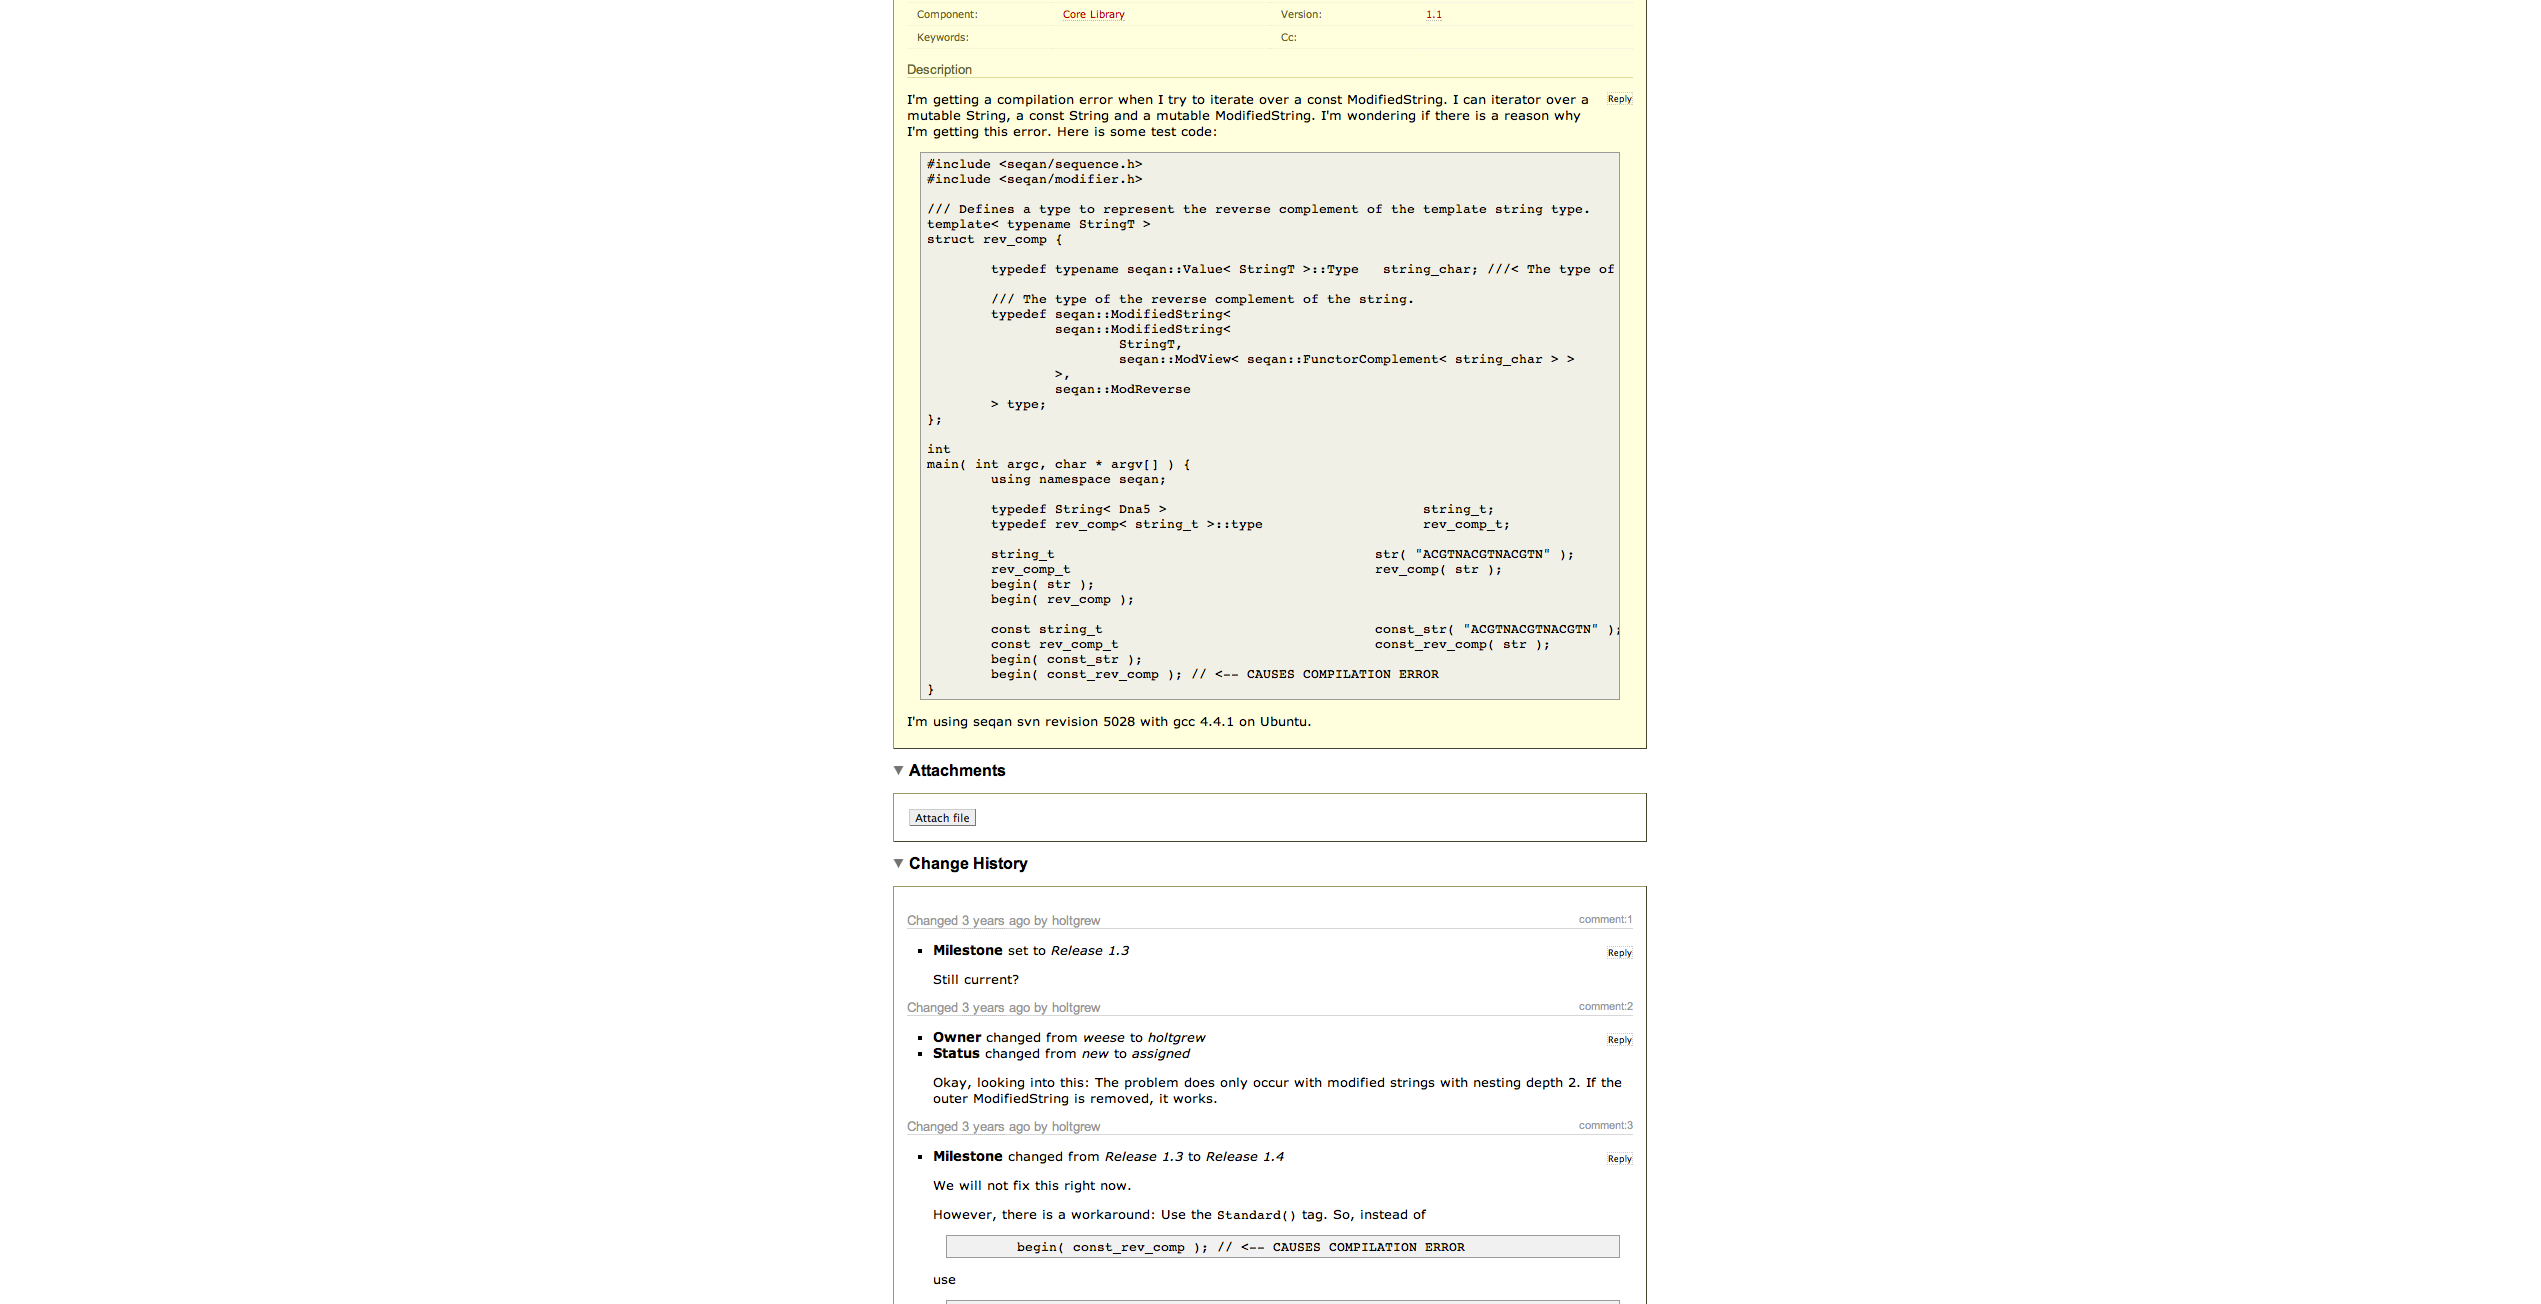 Component: Core Library Version: 1.1
Keywords: Cc:
Description
I'm getting a compilation error when I try to iterate over a const ModifiedString. I can iterator over a Reply
mutable String, a const String and a mutable ModifiedString. I'm wondering if there is a reason why
I'm getting this error. Here is some test code:
#include <seqan/sequence.h>
#include <seqan/modifier.h>
/// Defines a type to represent the reverse complement of the template string type.
template< typename StringT >
struct rev_comp {
typedef typename seqan::Value< StringT >::Type string_char; ///< The type of
/// The type of the reverse complement of the string.
typedef seqan::ModifiedString<
seqan::ModifiedString<
StringT,
seqan::ModView< seqan::FunctorComplement< string_char > >
>,
seqan::ModReverse
> type;
};
int
main( int argc, char * argv[] ) {
using namespace seqan;
typedef String< Dna5 > string_t;
typedef rev_comp< string_t >::type rev_comp_t;
string_t str( "ACGTNACGTNACGTN" );
rev_comp_t rev_comp( str );
begin( str );
begin( rev_comp );
const string_t const_str( "ACGTNACGTNACGTN" );
const rev_comp_t const_rev_comp( str );
begin( const_str );
begin( const_rev_comp ); // <-- CAUSES COMPILATION ERROR
}
I'm using seqan svn revision 5028 with gcc 4.4.1 on Ubuntu.
Attachments
Attach file
Change History
Changed 3 years ago by holtgrew comment:1
Milestone set to Release 1.3 Reply
Still current?
Changed 3 years ago by holtgrew comment:2
Owner changed from weese to holtgrew Reply
Status changed from new to assigned
Okay, looking into this: The problem does only occur with modified strings with nesting depth 2. If the
outer ModifiedString is removed, it works.
Changed 3 years ago by holtgrew comment:3
Milestone changed from Release 1.3 to Release 1.4 Reply
We will not fix this right now.
However, there is a workaround: Use the Standard() tag. So, instead of
begin( const_rev_comp ); // <-- CAUSES COMPILATION ERROR
use